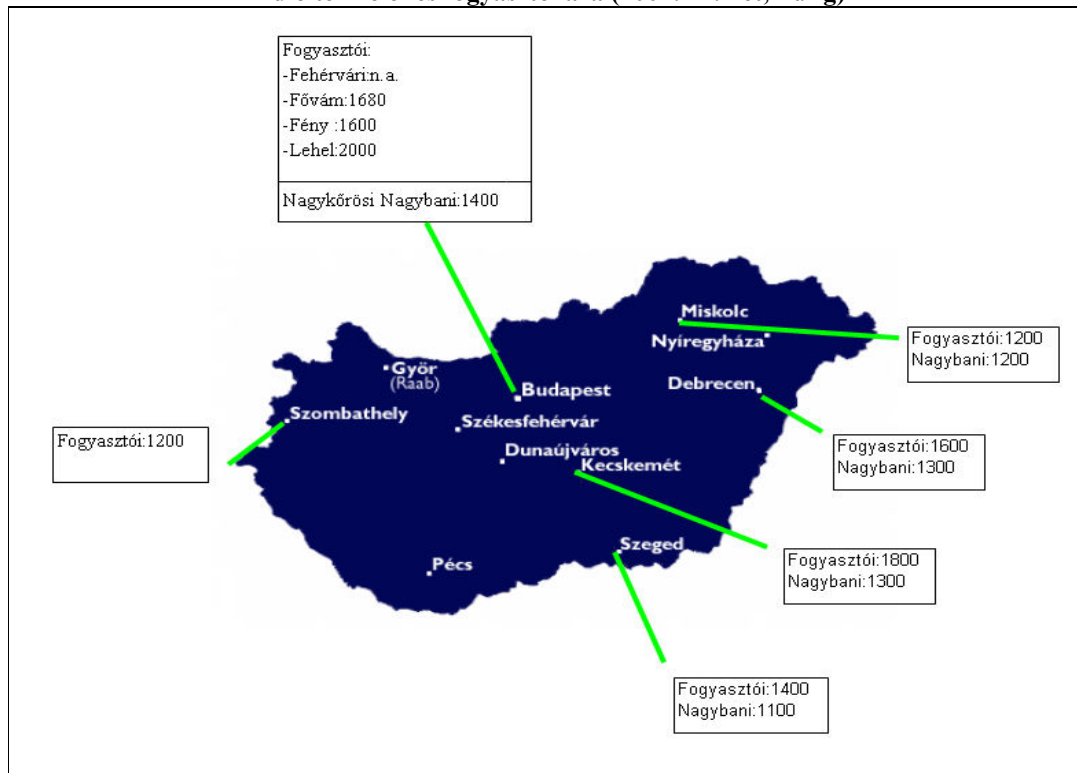 Fogyasztói:
-Fehérvári:n.a.
-Fővám:1680
-Fény :1600
-Lehel:2000
Nagykőrösi Nagybani:1400
Miskolc
Nyíregyháza
Fogyasztói:1200
Nagybani:1200
Győr
(Raab)
Budapest
Debrecen
Szombathely
Székesfehérvár
Fogyasztói:1200
Dunaújváros
Kecskemét
Fogyasztói:1600
Nagybani:1300
Szeged
Pécs
Fogyasztói:1800
Nagybani:1300
Fogyasztói:1400
Nagybani:1100